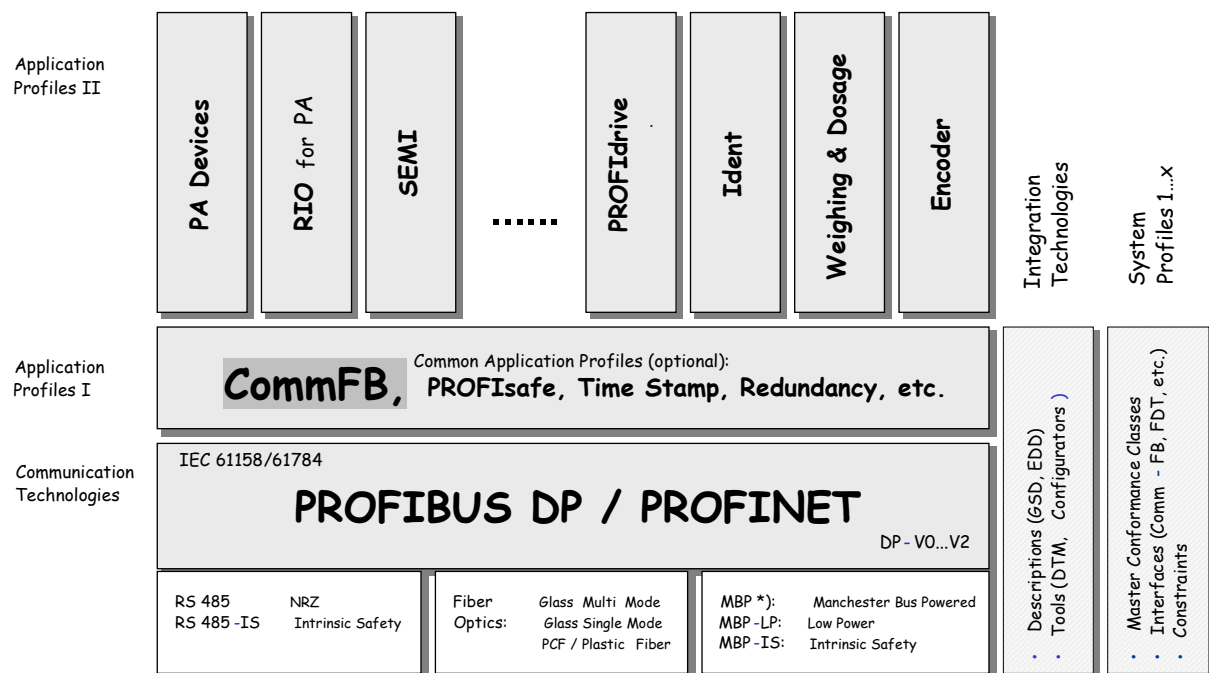 Application
Profiles II
PA Devices
RIO for PA
SEMI
.......
PROFIdrive
Ident
Weighing & Dosage
Encoder
Integration
Technologies
System
Profiles 1...x
Application
Profiles I
CommFB,
Common Application Profiles (optional):
PROFIsafe, Time Stamp, Redundancy, etc.
Communication
Technologies
IEC 61158/61784
PROFIBUS DP / PROFINET
DP-V0...V2
RS 485 NRZ
RS 485-IS Intrinsic Safety
Fiber Glass Multi Mode
Optics: Glass Single Mode
PCF / Plastic Fiber
MBP *): Manchester Bus Powered
MBP-LP: Low Power
MBP-IS: Intrinsic Safety
• Descriptions (GSD, EDD)
• Tools (DTM, Configurators )
• Master Conformance Classes
• Interfaces (Comm - FB, FDT, etc.)
• Constraints